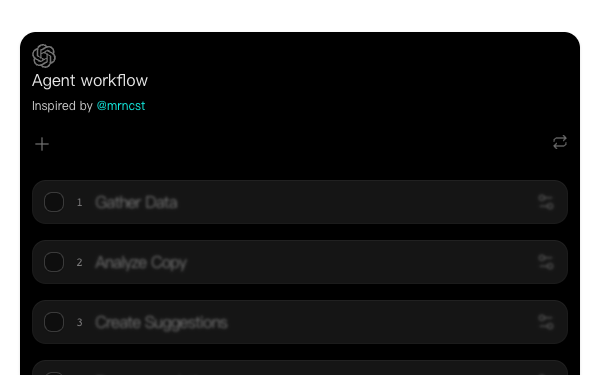 Agent workflow
Inspired by @mrncst
1 Gather Data
2 Analyze Copy
3 Create Suggestions